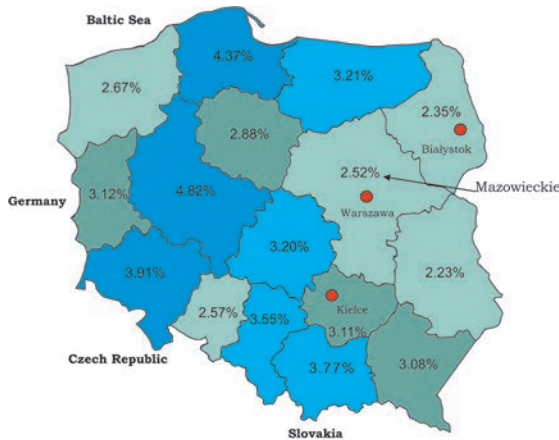 Baltic Sea
4.37%
3.21%
2.67%
2.35%
2.88%
Białystok
2.52%
Mazowieckie
3.12%
4.82%
Germany
Warszawa
3.20%
3.91%
2.23%
2.57%
3.55%
Kielce
3.11%
Czech Republic
3.77%
3.08%
Slovakia